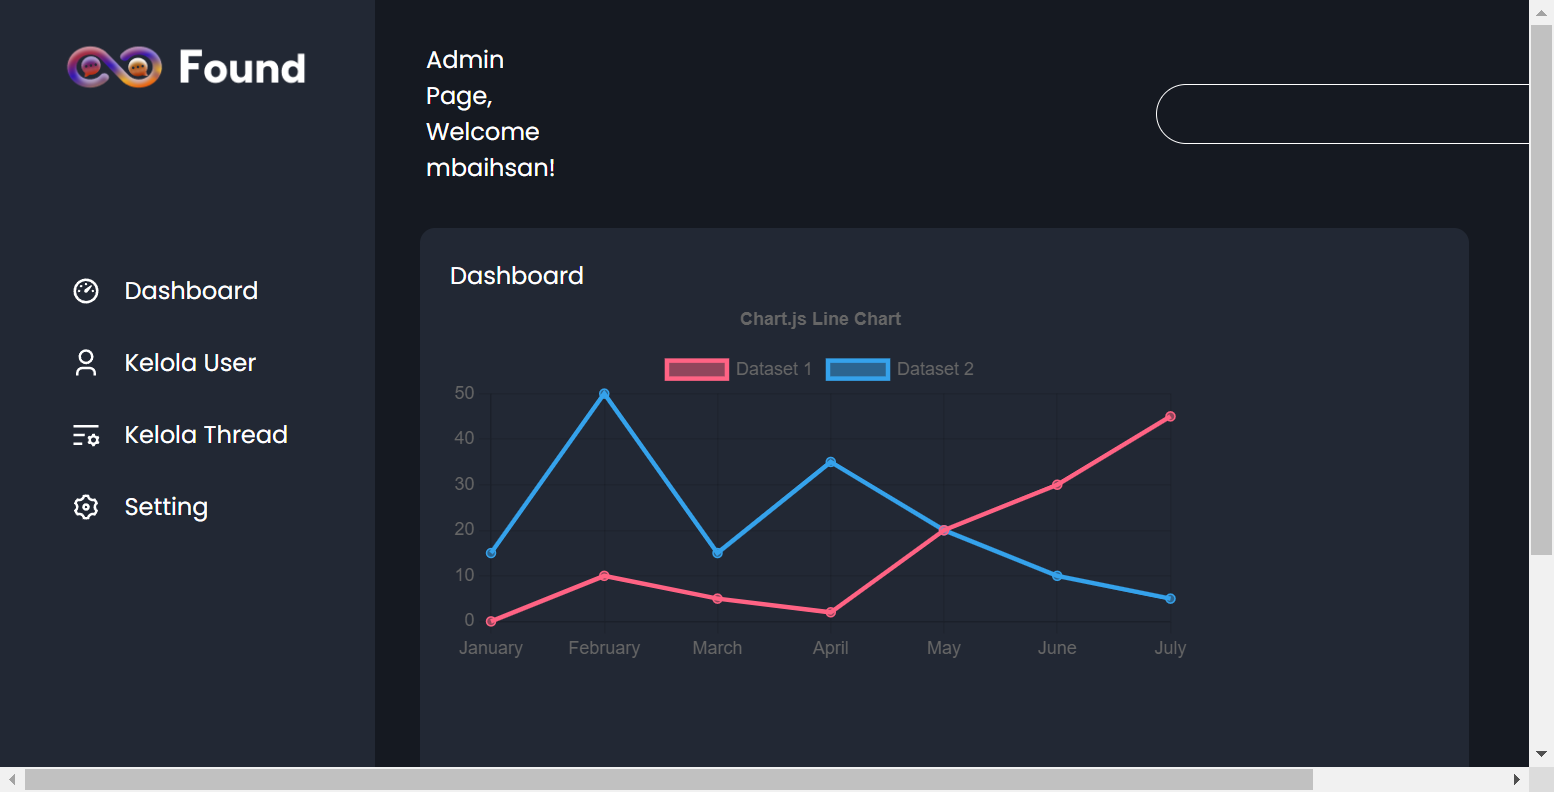 Found
Admin
Page,
Welcome
mbaihsan!
Dashboard
Kelola User
Kelola Thread
Setting
Dashboard
Chart.js Line Chart
Dataset 1 Dataset 2
50
40
30
20
10
0
January February March April May June July